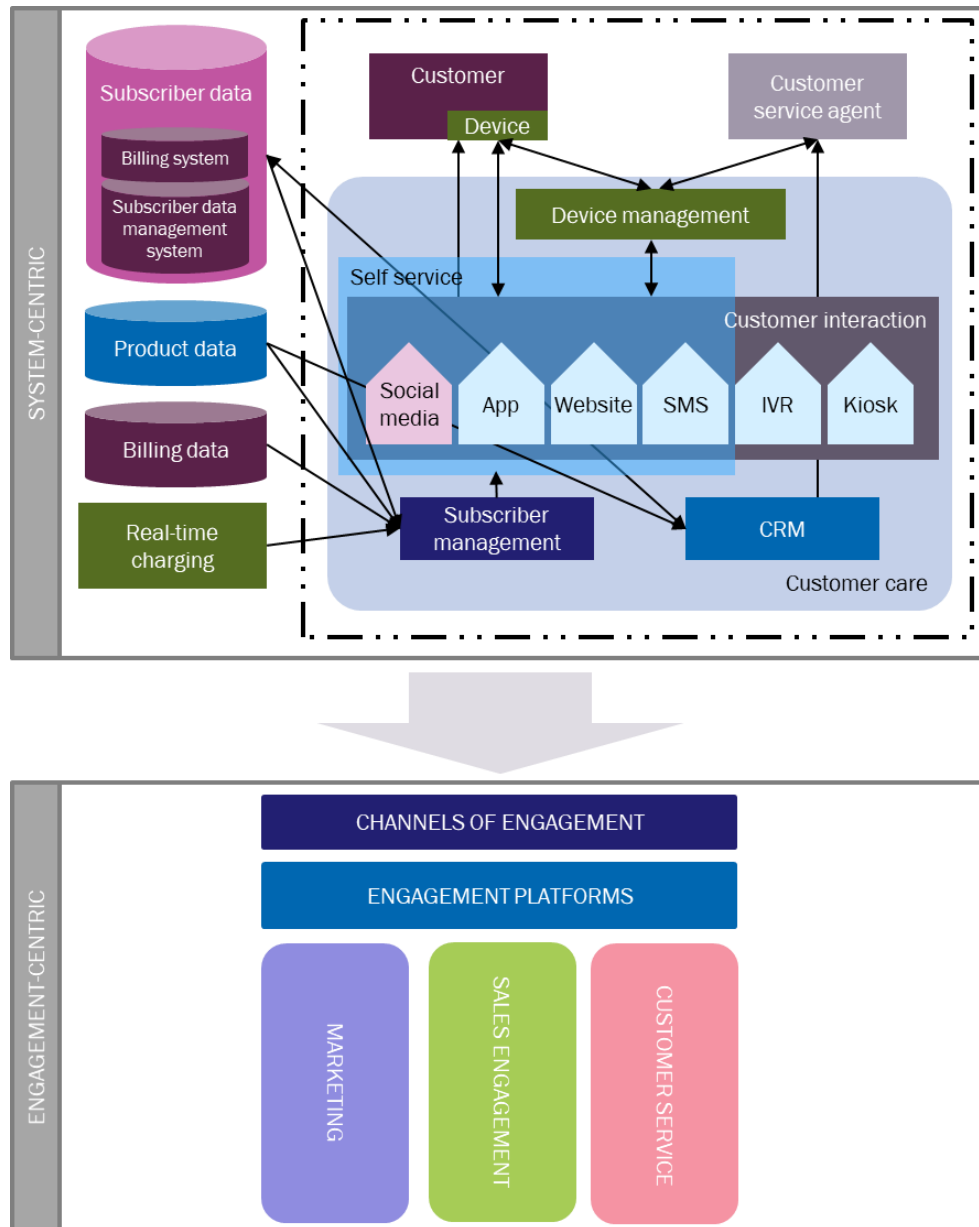 SYSTEM-CENTRIC
Subscriber data
Billing system
Subscriber data
management
system
Product data
Billing data
Real-time
charging
Customer
Device
Customer
service agent
Device management
Self service
Customer interaction
Social
media
App
Website
SMS
IVR
Kiosk
Subscriber
management
CRM
Customer care
ENGAGEMENT-CENTRIC
CHANNELS OF ENGAGEMENT
ENGAGEMENT PLATFORMS
MARKETING
SALES ENGAGEMENT
CUSTOMER SERVICE